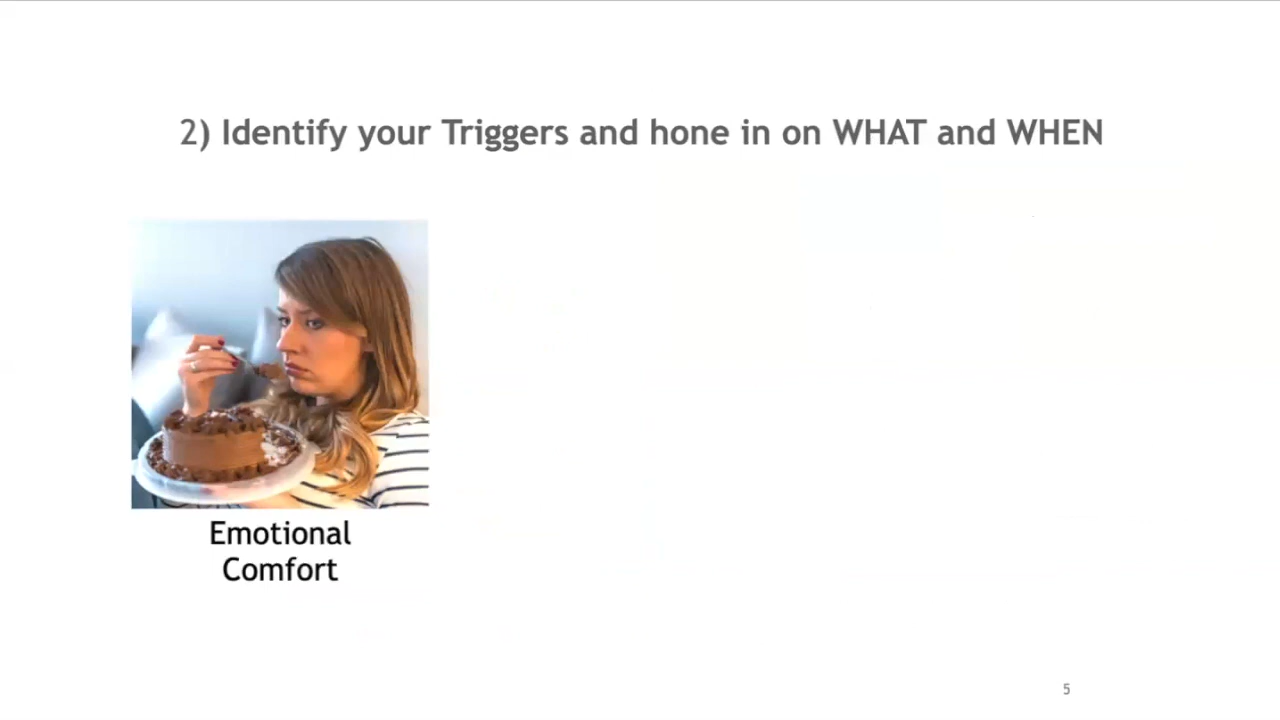 2) Identify your Triggers and hone in on WHAT and WHEN
Emotional
Comfort
5